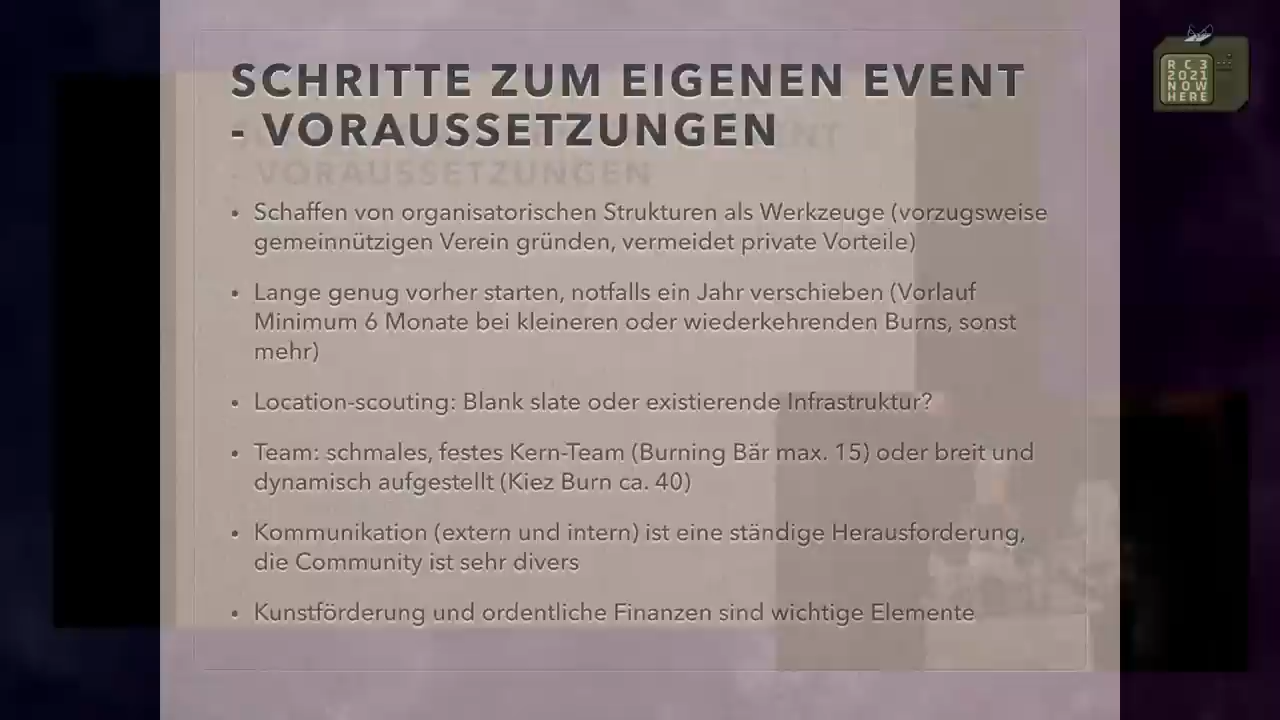 SCHRITTE ZUM EIGENEN EVENT
- VORAUSSETZUNGEN
• Schaffen von organisatorischen Strukturen als Werkzeuge (vorzugsweise
gemeinnützigen Verein gründen, vermeidet private Vorteile)
• Lange genug vorher starten, notfalls ein Jahr verschieben (Vorlauf
Minimum 6 Monate bei kleineren oder wiederkehrenden Burns, sonst
mehr)
• Location-scouting: Blank slate oder existierende Infrastruktur?
• Team: schmales, festes Kern-Team (Burning Bär max. 15) oder breit und
dynamisch aufgestellt (Kiez Burn ca. 40)
• Kommunikation (extern und intern) ist eine ständige Herausforderung,
die Community ist sehr divers
• Kunstförderung und ordentliche Finanzen sind wichtige Elemente
RC3
2021
NOW
HERE